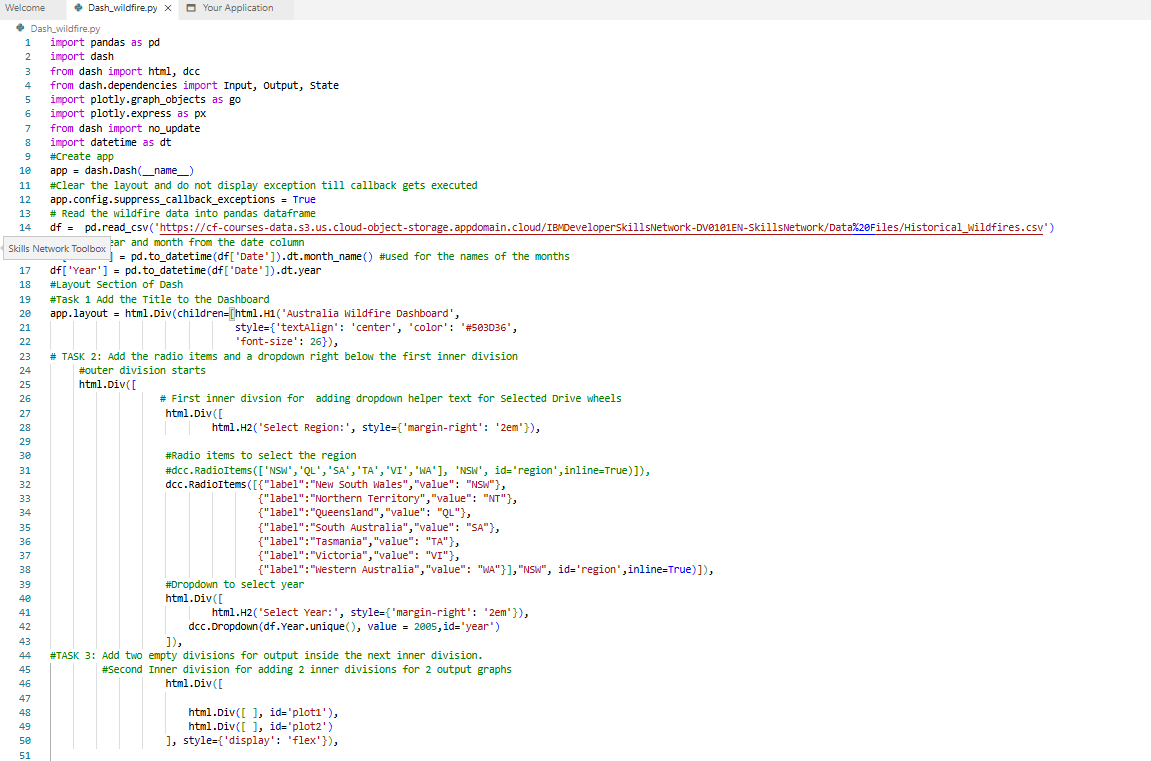 Welcome
Dash_wildfire.py ×
Your Application
Dash_wildfire.py
1 import pandas as pd
2 import dash
3 from dash import html, dcc
4 from dash.dependencies import Input, Output, State
5 import plotly.graph_objects as go
6 import plotly.express as px
7 from dash import no_update
8 import datetime as dt
9 #Create app
10 app = dash.Dash(__name__)
11 #Clear the layout and do not display exception till callback gets executed
12 app.config.suppress_callback_exceptions = True
13 # Read the wildfire data into pandas dataframe
14 df =  pd.read_csv('https://cf-courses-data.s3.us.cloud-object-storage.appdomain.cloud/IBMDeveloperSkillsNetwork-DV0101EN-SkillsNetwork/Data%20Files/Historical_Wildfires.csv')
ear and month from the date column
Skills Network Toolbox
] = pd.to_datetime(df['Date']).dt.month_name() #used for the names of the months
17 df['Year'] = pd.to_datetime(df['Date']).dt.year
18 #Layout Section of Dash
19 #Task 1 Add the Title to the Dashboard
20 app.layout = html.Div(children=[html.H1('Australia Wildfire Dashboard',
21 style={'textAlign': 'center', 'color': '#503D36',
22 'font-size': 26}),
23 # TASK 2: Add the radio items and a dropdown right below the first inner division
24 #outer division starts
25 html.Div([
26 # First inner divsion for  adding dropdown helper text for Selected Drive wheels
27 html.Div([
28 html.H2('Select Region:', style={'margin-right': '2em'}),
29
30 #Radio items to select the region
31 #dcc.RadioItems(['NSW','QL','SA','TA','VI','WA'], 'NSW', id='region',inline=True)]),
32 dcc.RadioItems([{"label":"New South Wales","value": "NSW"},
33 {"label":"Northern Territory","value": "NT"},
34 {"label":"Queensland","value": "QL"},
35 {"label":"South Australia","value": "SA"},
36 {"label":"Tasmania","value": "TA"},
37 {"label":"Victoria","value": "VI"},
38 {"label":"Western Australia","value": "WA"}],"NSW", id='region',inline=True)]),
39 #Dropdown to select year
40 html.Div([
41 html.H2('Select Year:', style={'margin-right': '2em'}),
42 dcc.Dropdown(df.Year.unique(), value = 2005,id='year')
43 ]),
44 #TASK 3: Add two empty divisions for output inside the next inner division.
45 #Second Inner division for adding 2 inner divisions for 2 output graphs
46 html.Div([
47
48 html.Div([ ], id='plot1'),
49 html.Div([ ], id='plot2')
50 ], style={'display': 'flex'}),
51